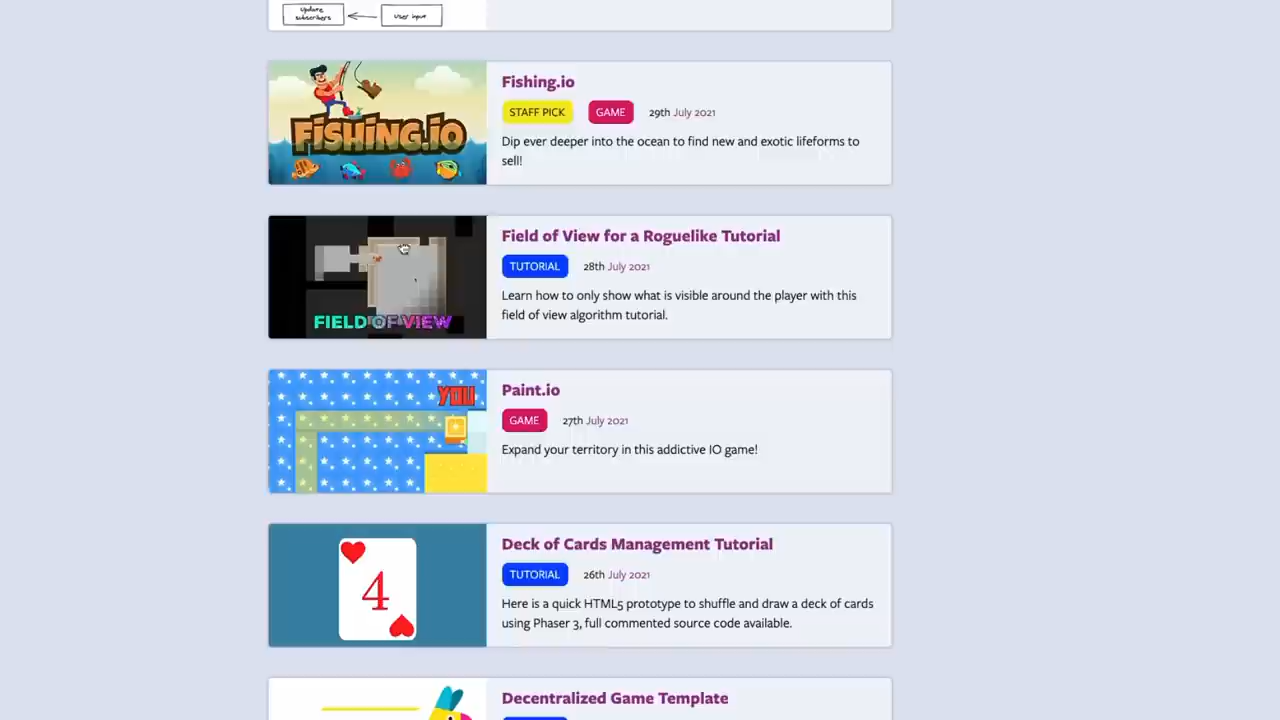 update
subscribers
user input
FISHING.IO
Fishing.io
STAFF PICK GAME 29th July 2021
Dip ever deeper into the ocean to find new and exotic lifeforms to
sell!
FIELD OF VIEW
Field of View for a Roguelike Tutorial
TUTORIAL 28th July 2021
Learn how to only show what is visible around the player with this
field of view algorithm tutorial.
YOU
Paint.io
GAME 27th July 2021
Expand your territory in this addictive IO game!
4
Deck of Cards Management Tutorial
TUTORIAL 26th July 2021
Here is a quick HTML5 prototype to shuffle and draw a deck of cards
using Phaser 3, full commented source code available.
Decentralized Game Template